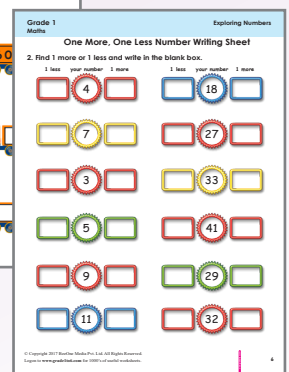 Grade 1
Exploring Numbers
Maths
One More, One Less Number Writing Sheet
2. Find 1 more or 1 less and write in the blank box.
1 less your number 1 more 1 less your number 1 more
4 18
7 27
3 33
5 41
9 29
11 32
© Copyright 2017 BeeOne Media Pvt. Ltd. All Rights Reserved.
Logon to www.grade1to6.com for 1000's of useful worksheets.
6